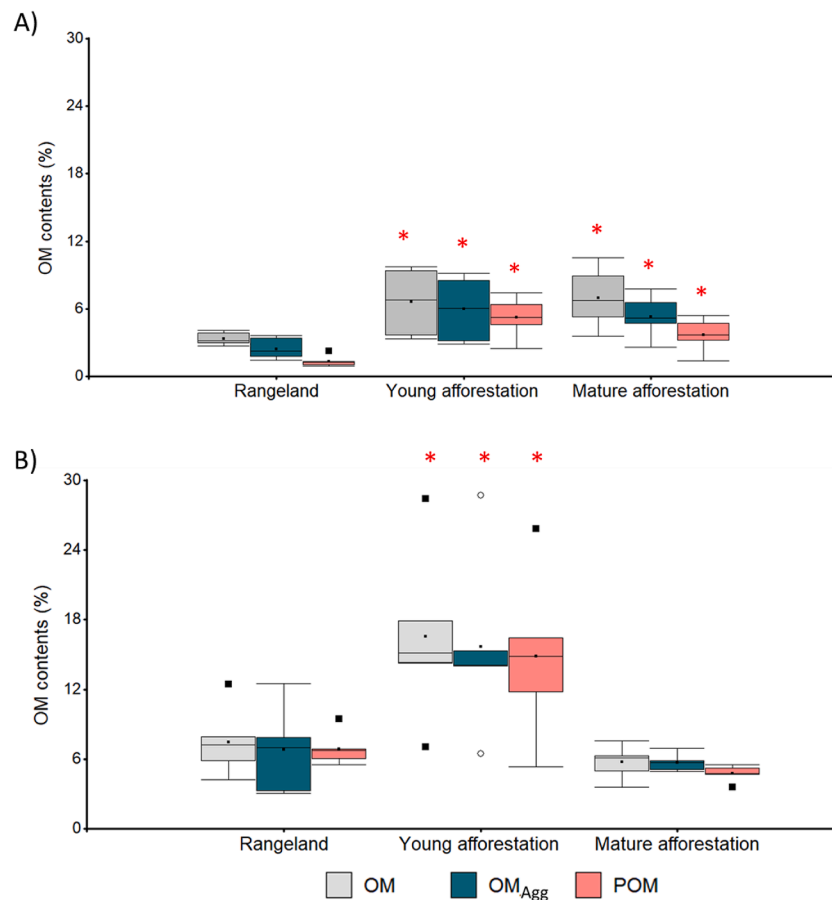 A)
30
24
18
12
6
0
OM contents (%)
* * * * * *
Rangeland Young afforestation Mature afforestation
B)
* * *
30
24
18
12
6
0
OM contents (%)
Rangeland Young afforestation Mature afforestation
OM OMAgg POM